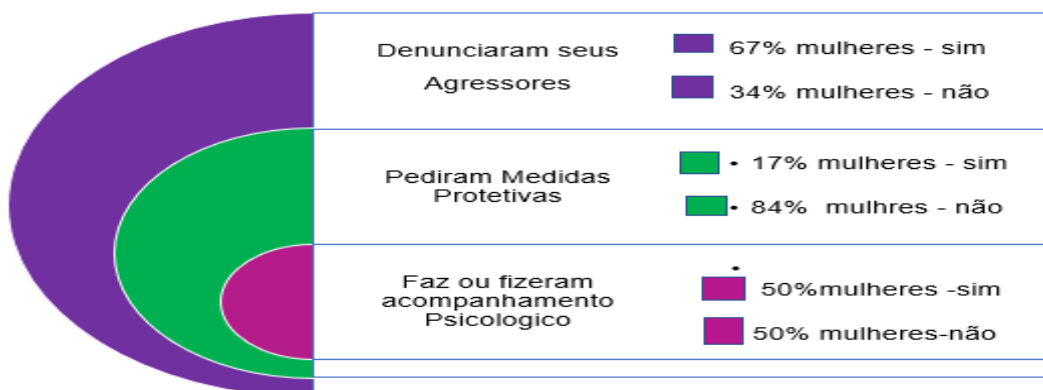 Denunciaram seus
Agressores
67% mulheres - sim
34% mulheres - não
Pediram Medidas
Protetivas
• 17% mulheres - sim
• 84% mulhres - não
Faz ou fizeram
acompanhamento
Psicologico
•
50%mulheres -sim
50% mulheres-não